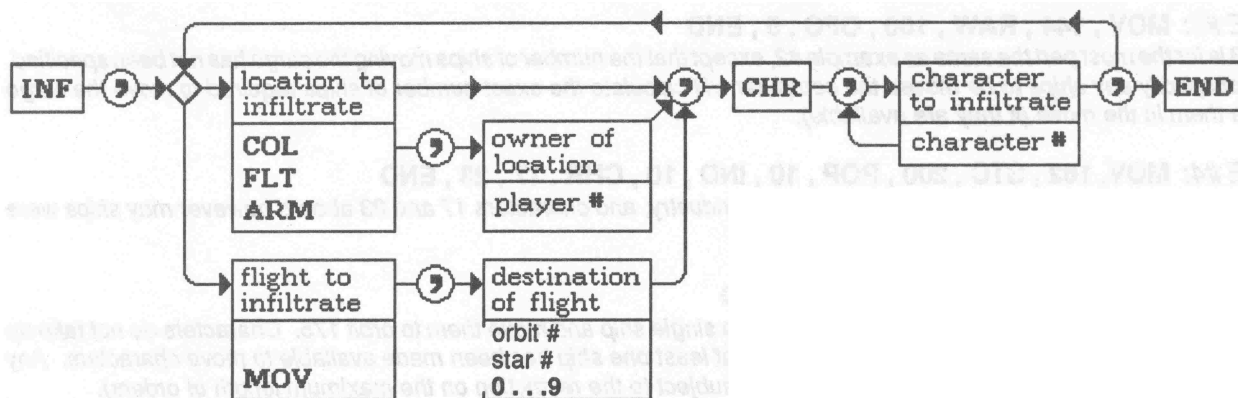 INF , location to infiltrate COL FLT ARM , owner of location player # , CHR , character to infiltrate character # , END
flight to infiltrate MOV , destination of flight orbit # star # 0...9